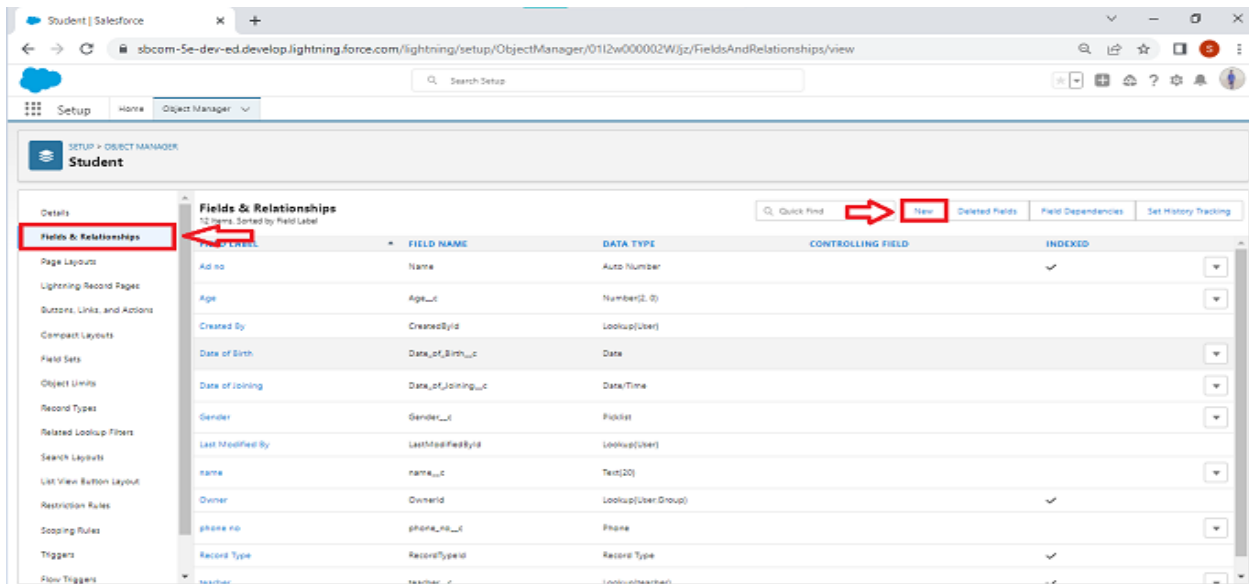 Student | Salesforce
sbcom-5e-dev-ed.develop.lightning.force.com/lightning/setup/ObjectManager/01I2w000002WJjz/FieldsAndRelationships/view
S
Search Setup
Setup Home Object Manager
SETUP > OBJECT MANAGER
Student
Details
Fields & Relationships
Page Layouts
Lightning Record Pages
Buttons, Links, and Actions
Compact Layouts
Field Sets
Object Limits
Record Types
Related Lookup Filters
Search Layouts
List View Button Layout
Restriction Rules
Scoping Rules
Triggers
Flow Triggers
Fields & Relationships
12 Items, Sorted by Field Label
Quick Find New Deleted Fields Field Dependencies Set History Tracking
FIELD LABEL FIELD NAME DATA TYPE CONTROLLING FIELD INDEXED
Ad no Name Auto Number
Age Age__c Number(2, 0)
Created By CreatedById Lookup(User)
Date of Birth Date_of_Birth__c Date
Date of Joining Date_of_Joining__c Date/Time
Gender Gender__c Picklist
Last Modified By LastModifiedById Lookup(User)
name name__c Text(20)
Owner OwnerId Lookup(User,Group)
phone no phone_no__c Phone
Record Type RecordTypeId Record Type
teacher teacher__c Lookup(teacher)